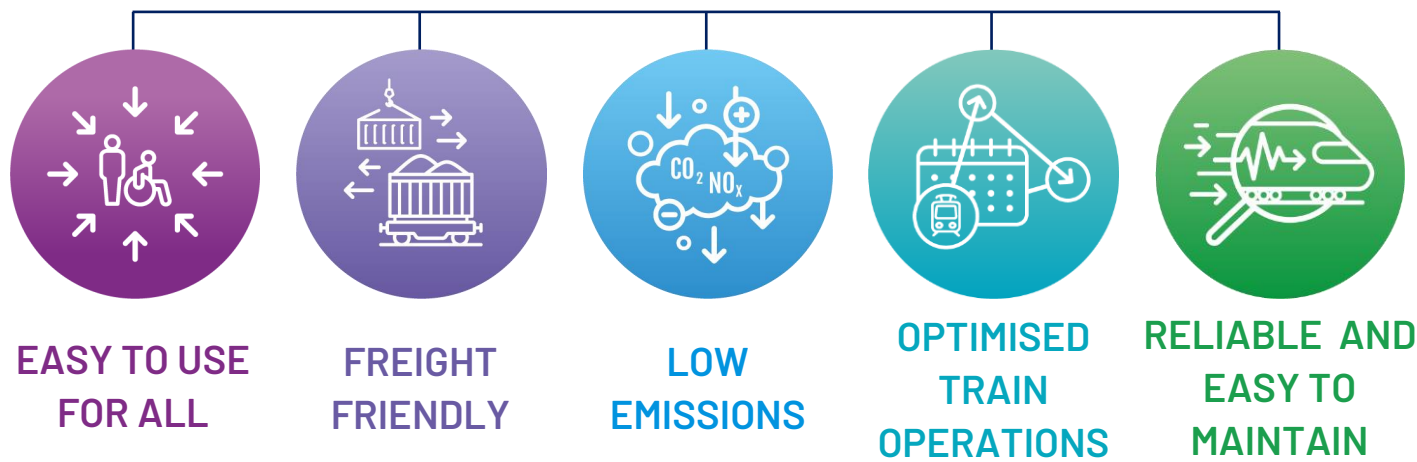 CO₂ NOₓ
EASY TO USE
FOR ALL
FREIGHT
FRIENDLY
LOW
EMISSIONS
OPTIMISED
TRAIN
OPERATIONS
RELIABLE AND
EASY TO
MAINTAIN